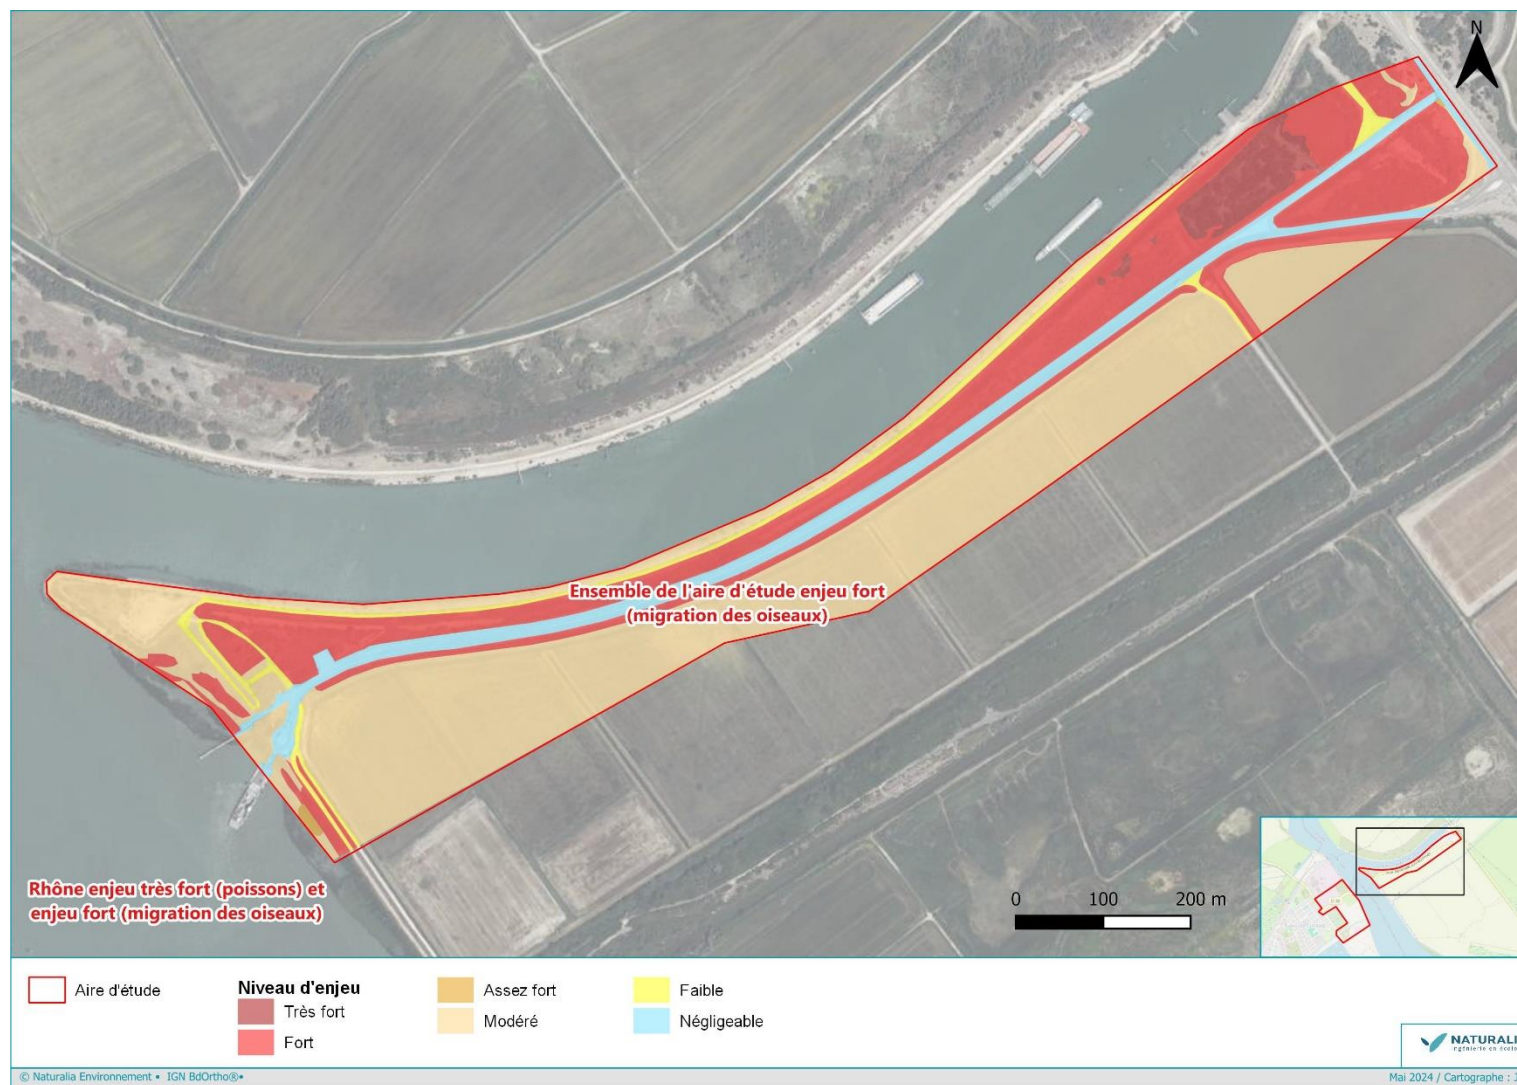 N
Ensemble de l'aire d'étude enjeu fort
(migration des oiseaux)
Rhône enjeu très fort (poissons) et
enjeu fort (migration des oiseaux)
0 100 200 m
Aire d'étude
Niveau d'enjeu
Très fort
Fort
Assez fort
Modéré
Faible
Négligeable
NATURALI
© Naturalia Environnement • IGN BdOrtho®•
Mai 2024 / Cartographe :